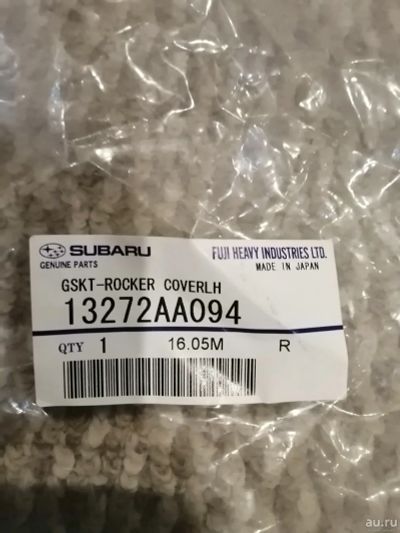 SUBARU FUJI HEAVY INDUSTRIES LTD.
GENUINE PARTS MADE IN JAPAN
GSKT-ROCKER COVERLH
13272AA094
QTY 1 16.05M R
au.ru